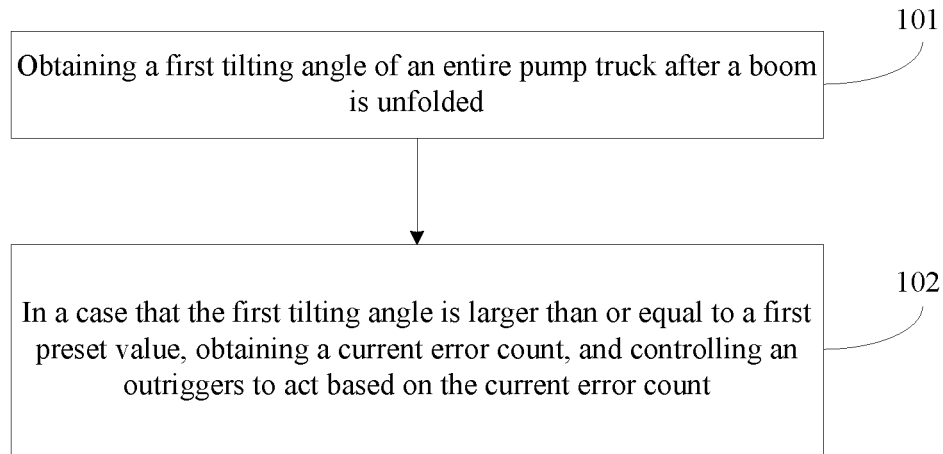 101
Obtaining a first tilting angle of an entire pump truck after a boom
is unfolded
102
In a case that the first tilting angle is larger than or equal to a first
preset value, obtaining a current error count, and controlling an
outriggers to act based on the current error count